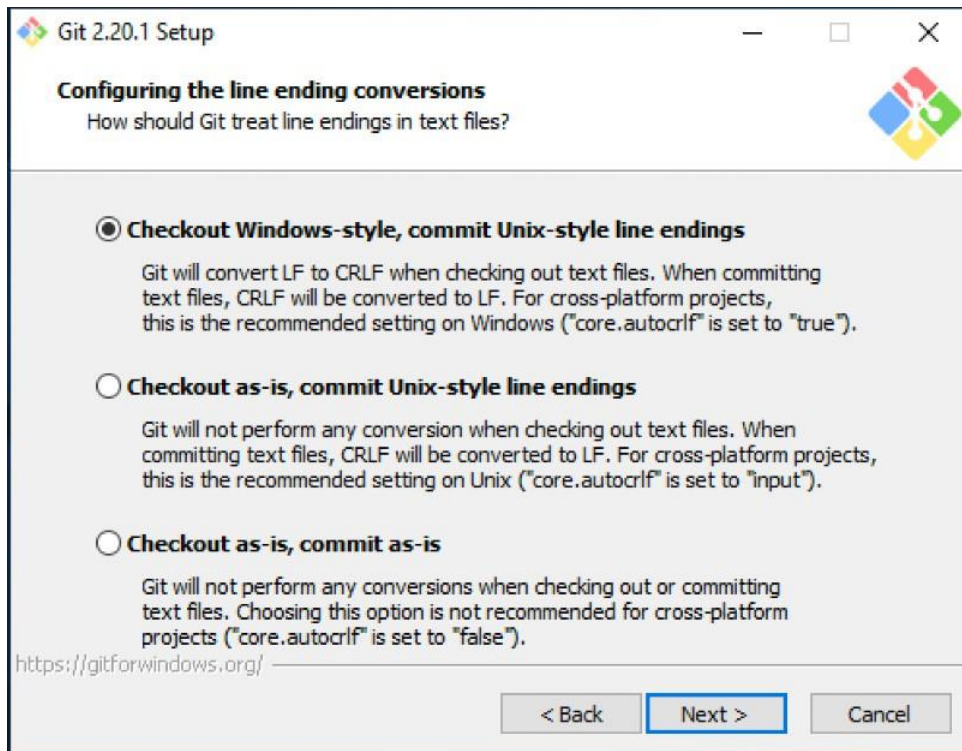 Git 2.20.1 Setup
Configuring the line ending conversions
How should Git treat line endings in text files?
Checkout Windows-style, commit Unix-style line endings
Git will convert LF to CRLF when checking out text files. When committing
text files, CRLF will be converted to LF. For cross-platform projects,
this is the recommended setting on Windows ("core.autocrlf" is set to "true").
Checkout as-is, commit Unix-style line endings
Git will not perform any conversion when checking out text files. When
committing text files, CRLF will be converted to LF. For cross-platform projects,
this is the recommended setting on Unix ("core.autocrlf" is set to "input").
Checkout as-is, commit as-is
Git will not perform any conversions when checking out or committing
text files. Choosing this option is not recommended for cross-platform
projects ("core.autocrlf" is set to "false").
https://gitforwindows.org/
< Back Next > Cancel